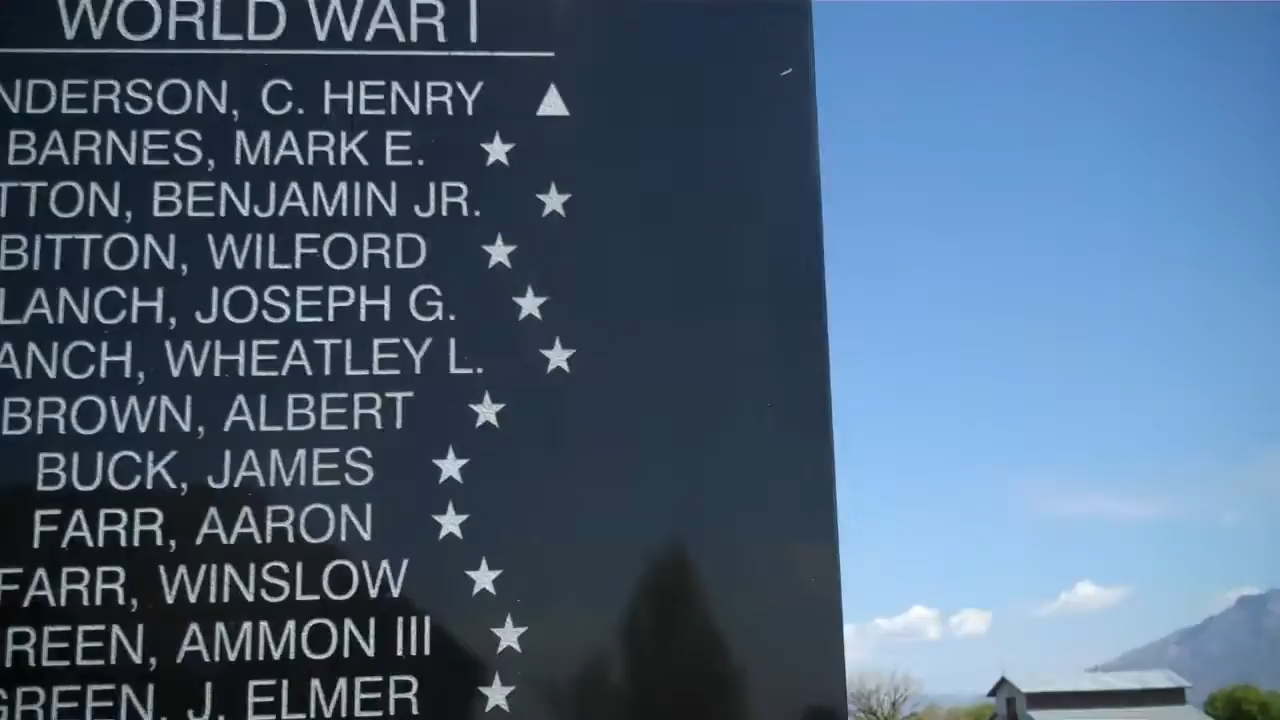 WORLD WAR I
NDERSON, C. HENRY ▲
BARNES, MARK E. ★
TTON, BENJAMIN JR. ★
BITTON, WILFORD ★
LANCH, JOSEPH G. ★
ANCH, WHEATLEY L. ★
BROWN, ALBERT ★
BUCK, JAMES ★
FARR, AARON ★
FARR, WINSLOW ★
REEN, AMMON III ★
GREEN, J. ELMER ★